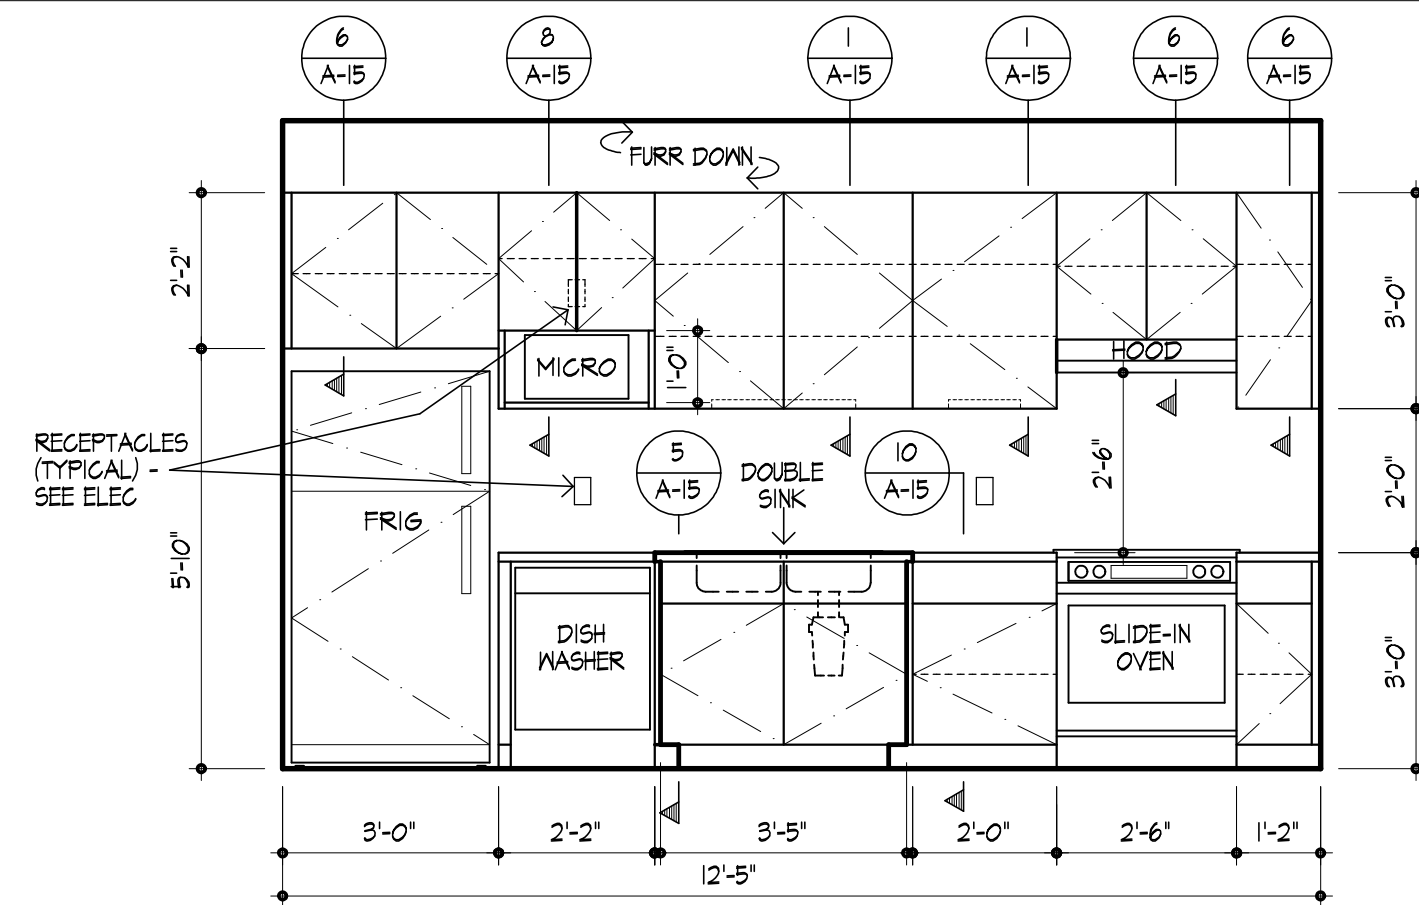 6
A-15
8
A-15
1
A-15
1
A-15
6
A-15
6
A-15
FURR DOWN
2'-2"
3'-0"
HOOD
MICRO
1'-0"
RECEPTACLES
(TYPICAL) -
SEE ELEC
5
A-15
DOUBLE
SINK
10
A-15
2'-6"
2'-0"
FRIG
5'-10"
DISH
WASHER
SLIDE-IN
OVEN
3'-0"
3'-0"
2'-2"
3'-5"
2'-0"
2'-6"
1'-2"
12'-5"